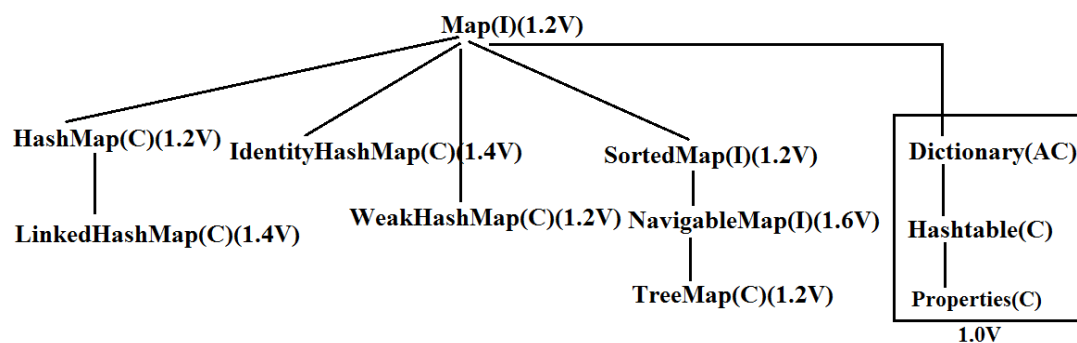 Map(I)(1.2V)
HashMap(C)(1.2V)
IdentityHashMap(C)(1.4V)
SortedMap(I)(1.2V)
Dictionary(AC)
LinkedHashMap(C)(1.4V)
WeakHashMap(C)(1.2V)
NavigableMap(I)(1.6V)
Hashtable(C)
TreeMap(C)(1.2V)
Properties(C)
1.0V